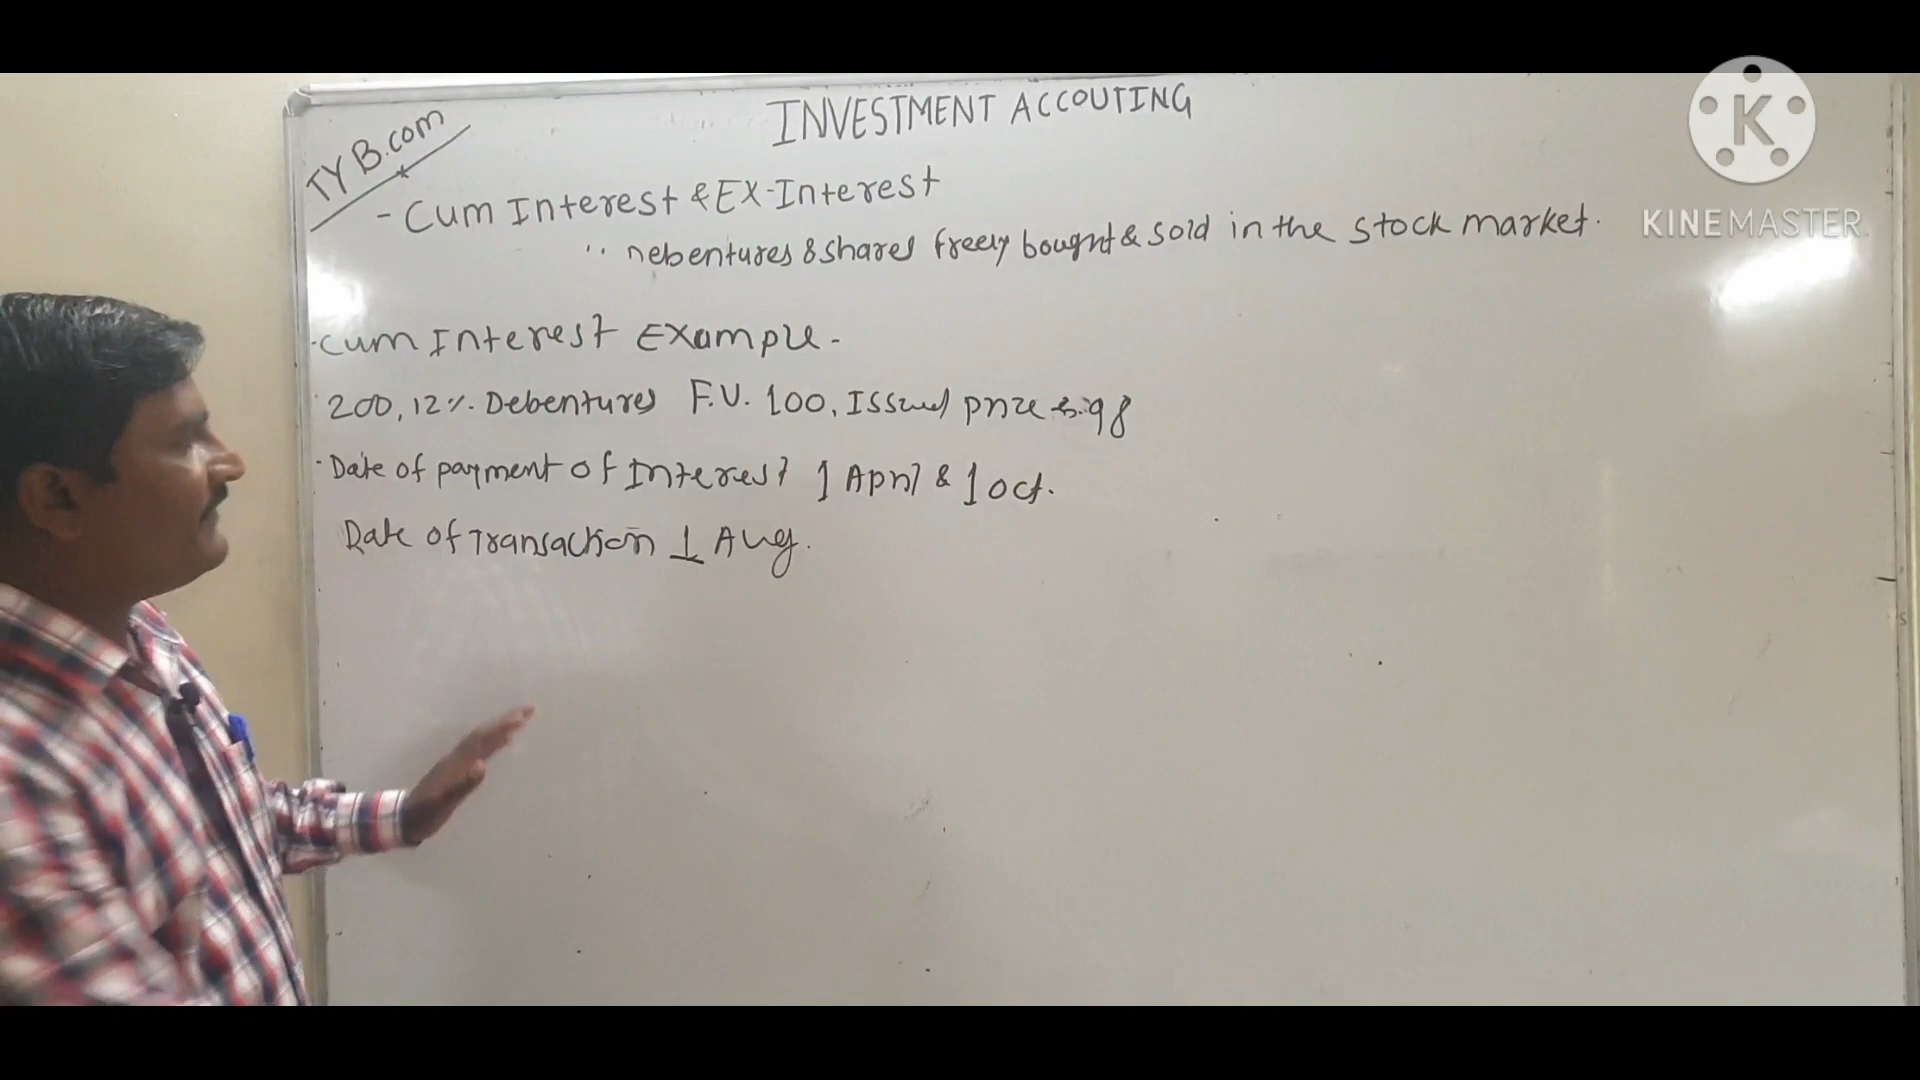 INVESTMENT ACCOUTING
TY B.com
- Cum Interest & EX-Interest
Debentures & shares freely bought & sold in the stock market.
Cum Interest Example -
200, 12%. Debentures F.V. 100, Issued price Rs. 98
Date of payment of Interest 1 April & 1 Oct.
Date of Transaction 1 Aug.
K
KINEMASTER